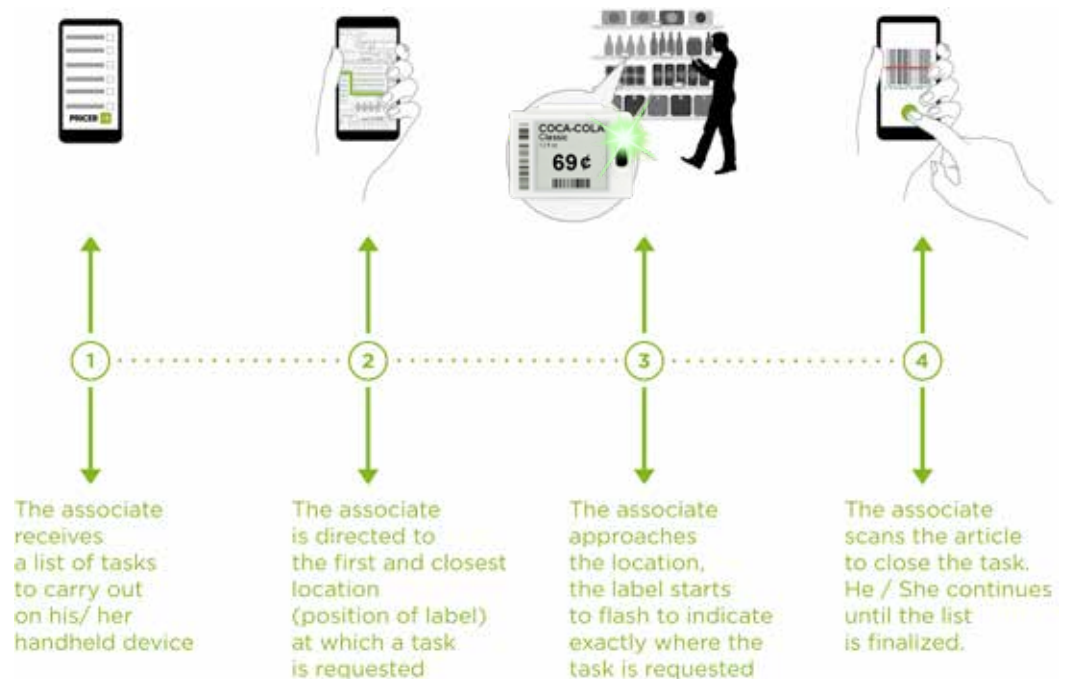 PRICER
COCA-COLA
Classic
69¢
1
2
3
4
The associate
receives
a list of tasks
to carry out
on his/ her
handheld device
The associate
is directed to
the first and closest
location
(position of label)
at which a task
is requested
The associate
approaches
the location,
the label starts
to flash to indicate
exactly where the
task is requested
The associate
scans the article
to close the task.
He / She continues
until the list
is finalized.